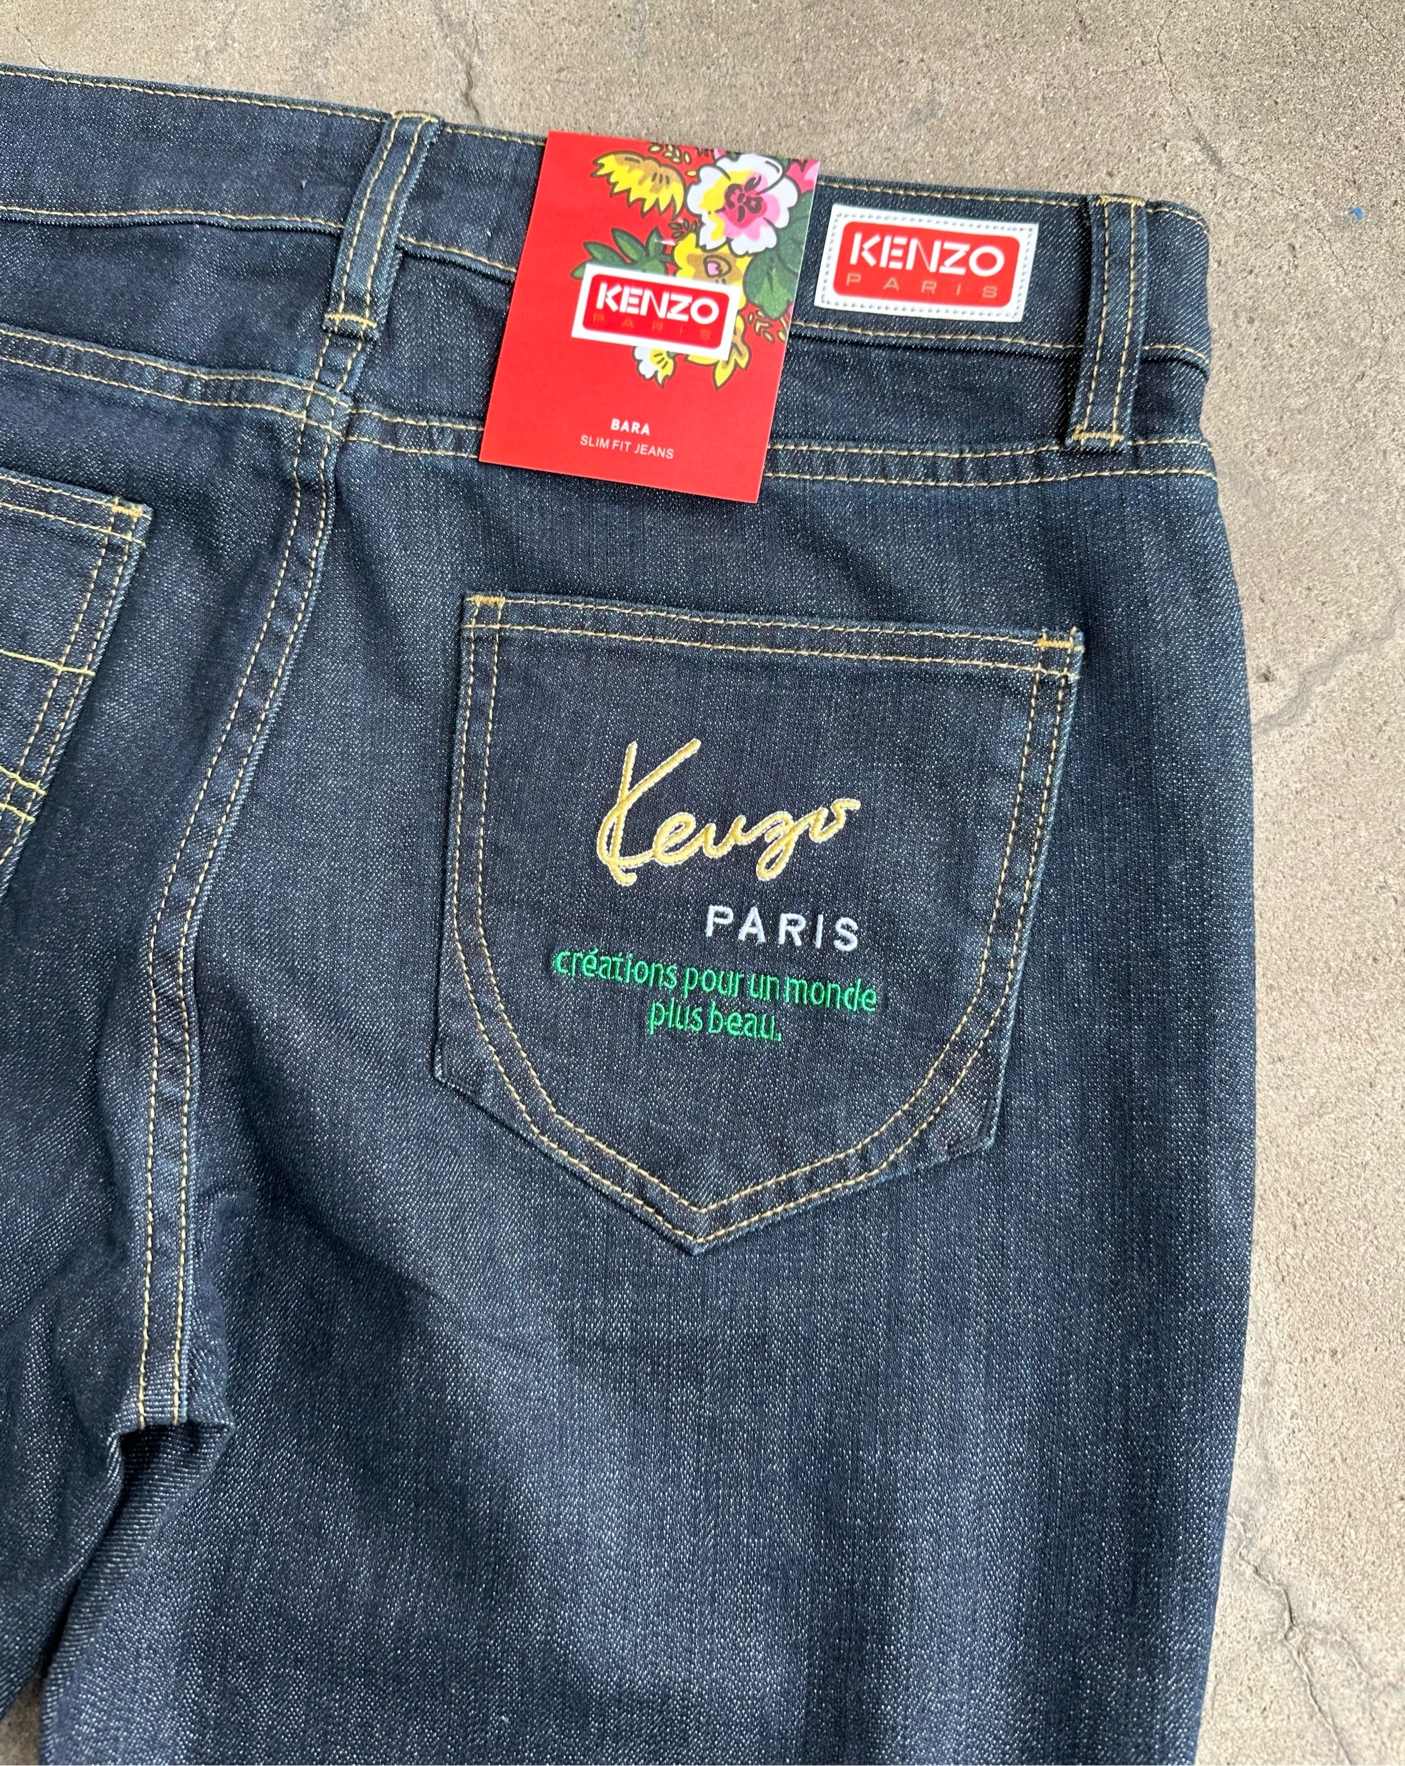 KENZO
PARIS
KENZO
PARIS
BARA
SLIM FIT JEANS
Kenzo
PARIS
créations pour un monde
plus beau.